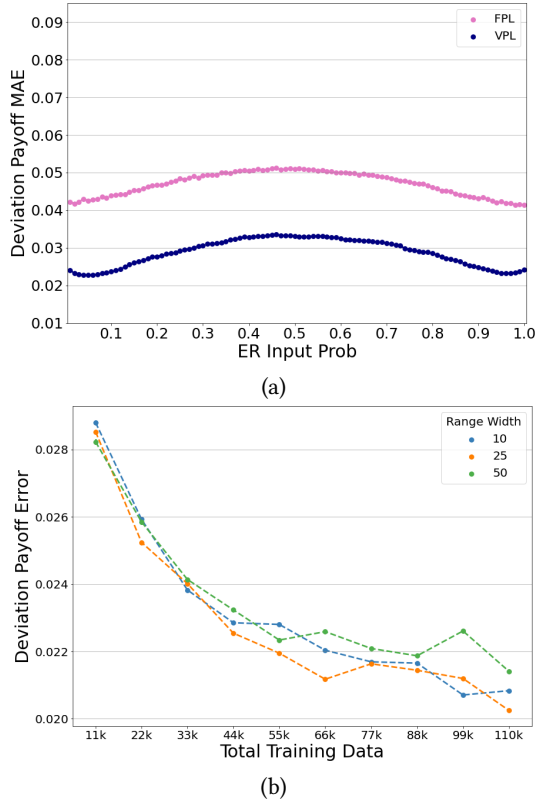 0.09
0.08
0.07
0.06
0.05
0.04
0.03
0.02
0.01
Deviation Payoff MAE
FPL
VPL
0.1 0.2 0.3 0.4 0.5 0.6 0.7 0.8 0.9 1.0
ER Input Prob
(a)
0.028
0.026
0.024
0.022
0.020
Deviation Payoff Error
Range Width
10
25
50
11k 22k 33k 44k 55k 66k 77k 88k 99k 110k
Total Training Data
(b)